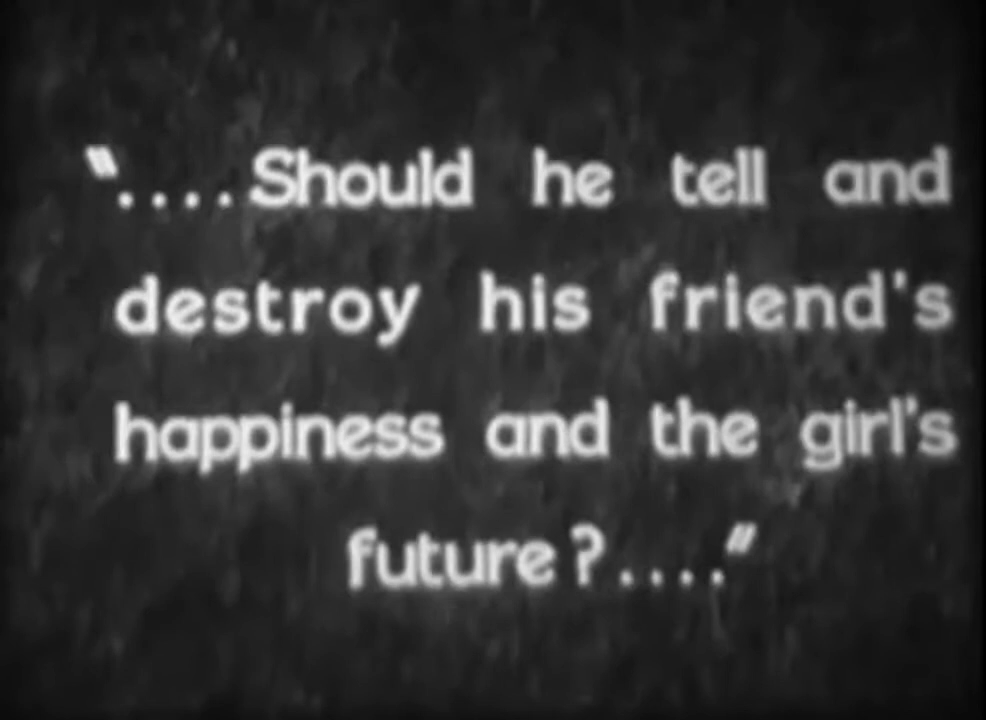 “....Should he tell and
destroy his friend's
happiness and the girl's
future?....”